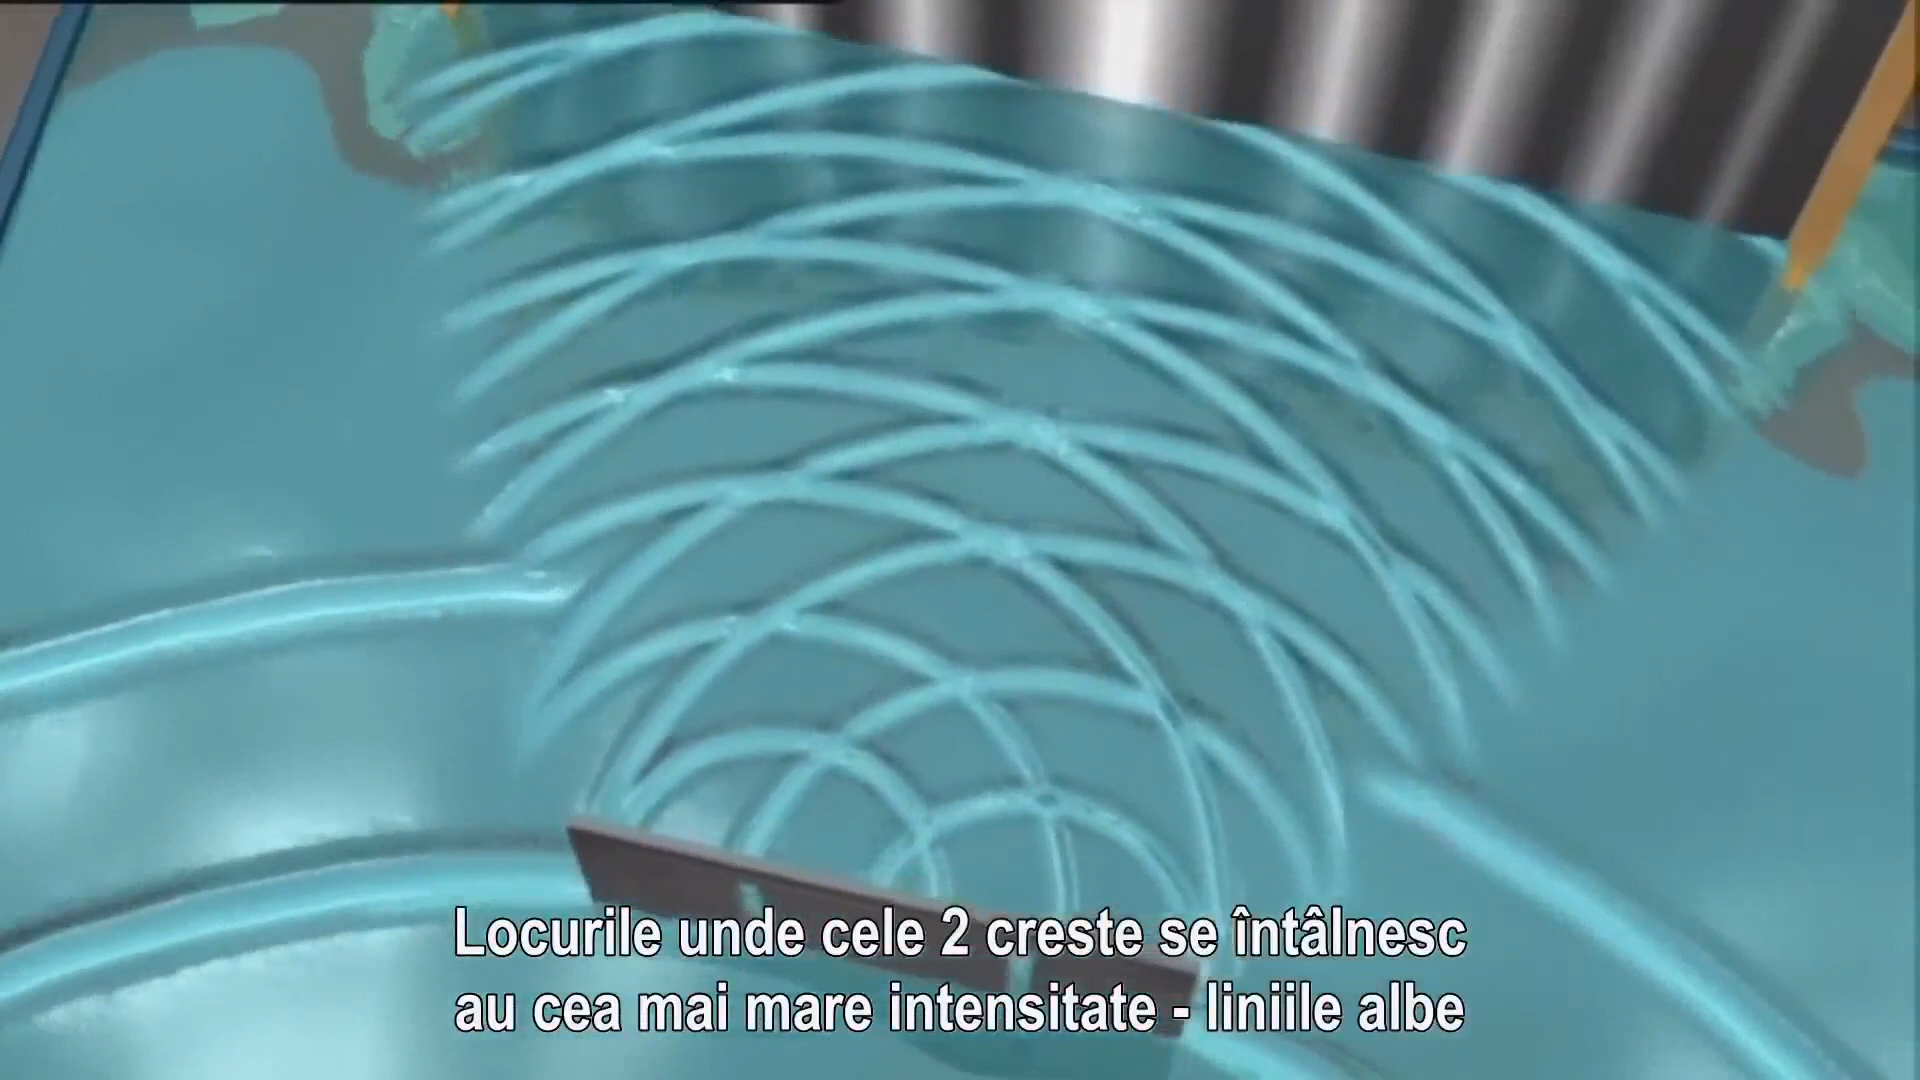 Locurile unde cele 2 creste se întâlnesc
au cea mai mare intensitate - liniile albe